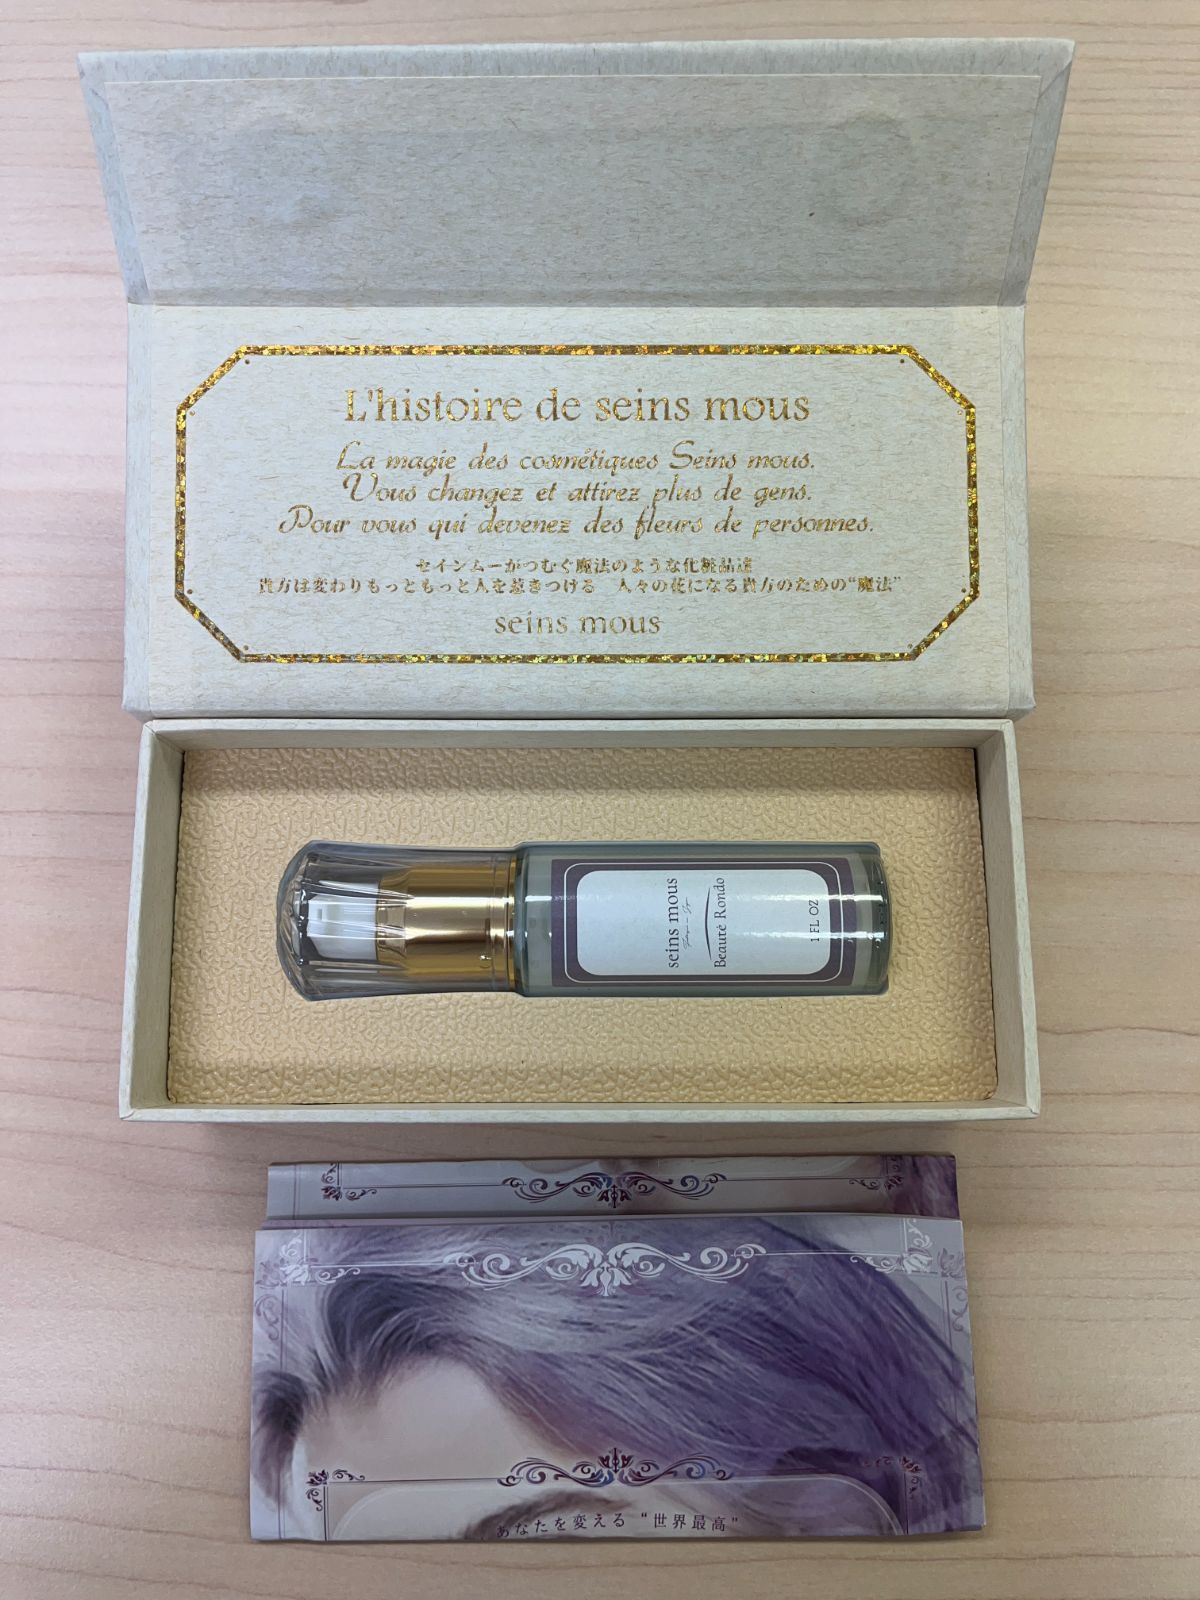 L'histoire de seins mous
La magie des cosmétiques Seins mous.
Vous changez et attirez plus de gens.
Pour vous qui devenez des fleurs de personnes.
セインムーがつむぐ魔法のような化粧品達
貴方は変わりもっともっと人を惹きつける 人々の花になる貴方のための“魔法”
seins mous
seins mous
Beauté Rondo
1 FL OZ
あなたを変える “世界最高”